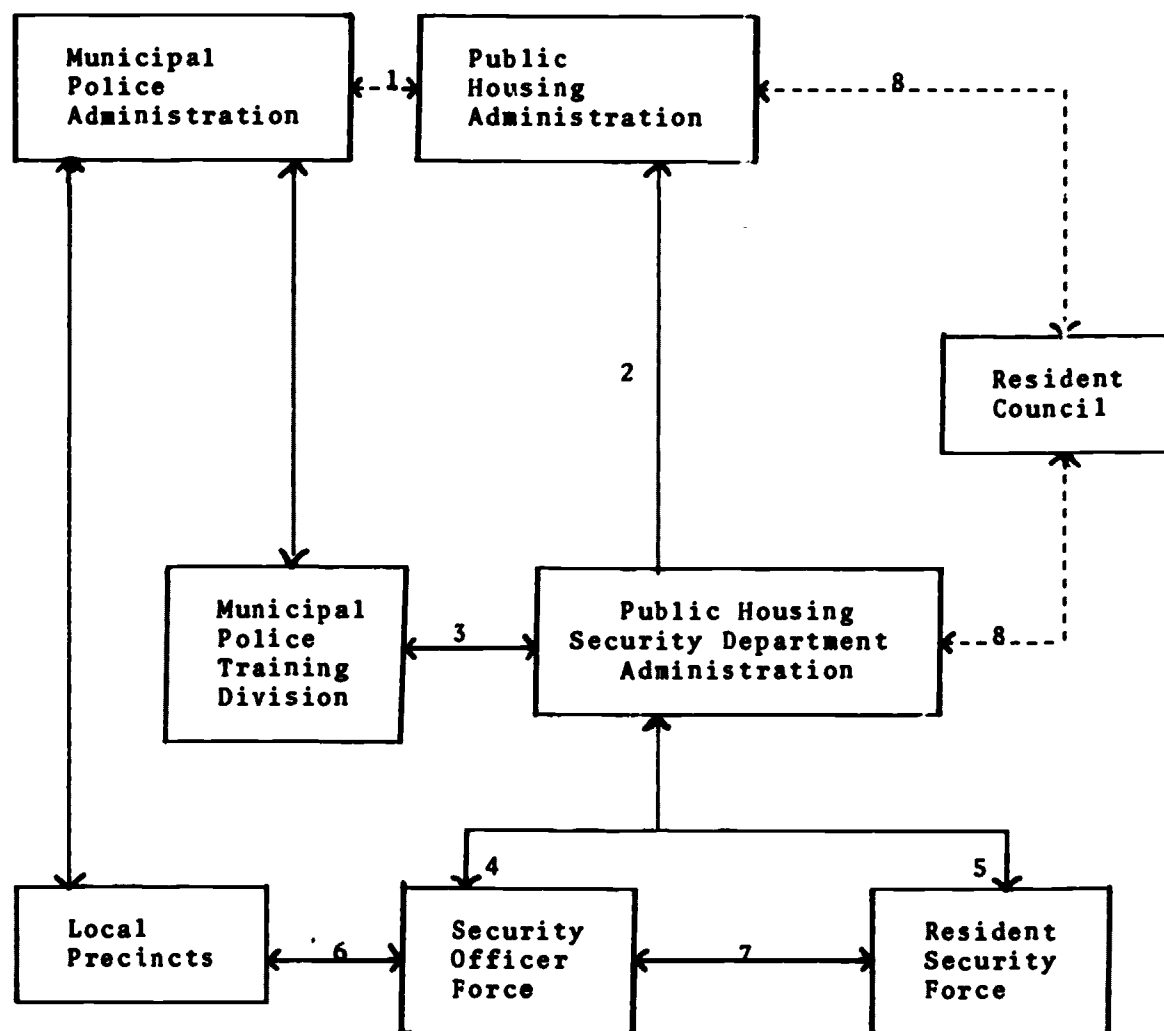 Municipal
Police
Administration
1
Public
Housing
Administration
8
2
Resident
Council
Municipal
Police
Training
Division
3
Public Housing
Security Department
Administration
8
4
5
Local
Precincts
6
Security
Officer
Force
7
Resident
Security
Force